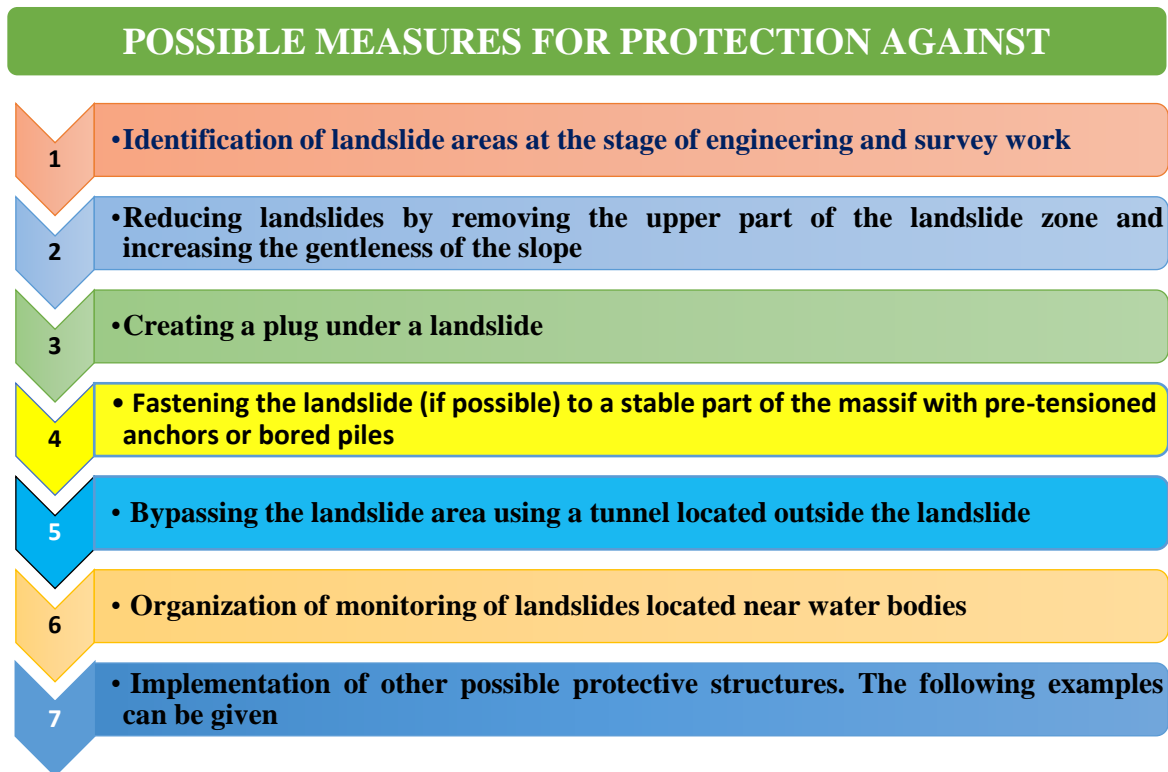 POSSIBLE MEASURES FOR PROTECTION AGAINST
1
•Identification of landslide areas at the stage of engineering and survey work
2
•Reducing landslides by removing the upper part of the landslide zone and
increasing the gentleness of the slope
3
•Creating a plug under a landslide
4
• Fastening the landslide (if possible) to a stable part of the massif with pre-tensioned
anchors or bored piles
5
• Bypassing the landslide area using a tunnel located outside the landslide
6
• Organization of monitoring of landslides located near water bodies
7
• Implementation of other possible protective structures. The following examples
can be given